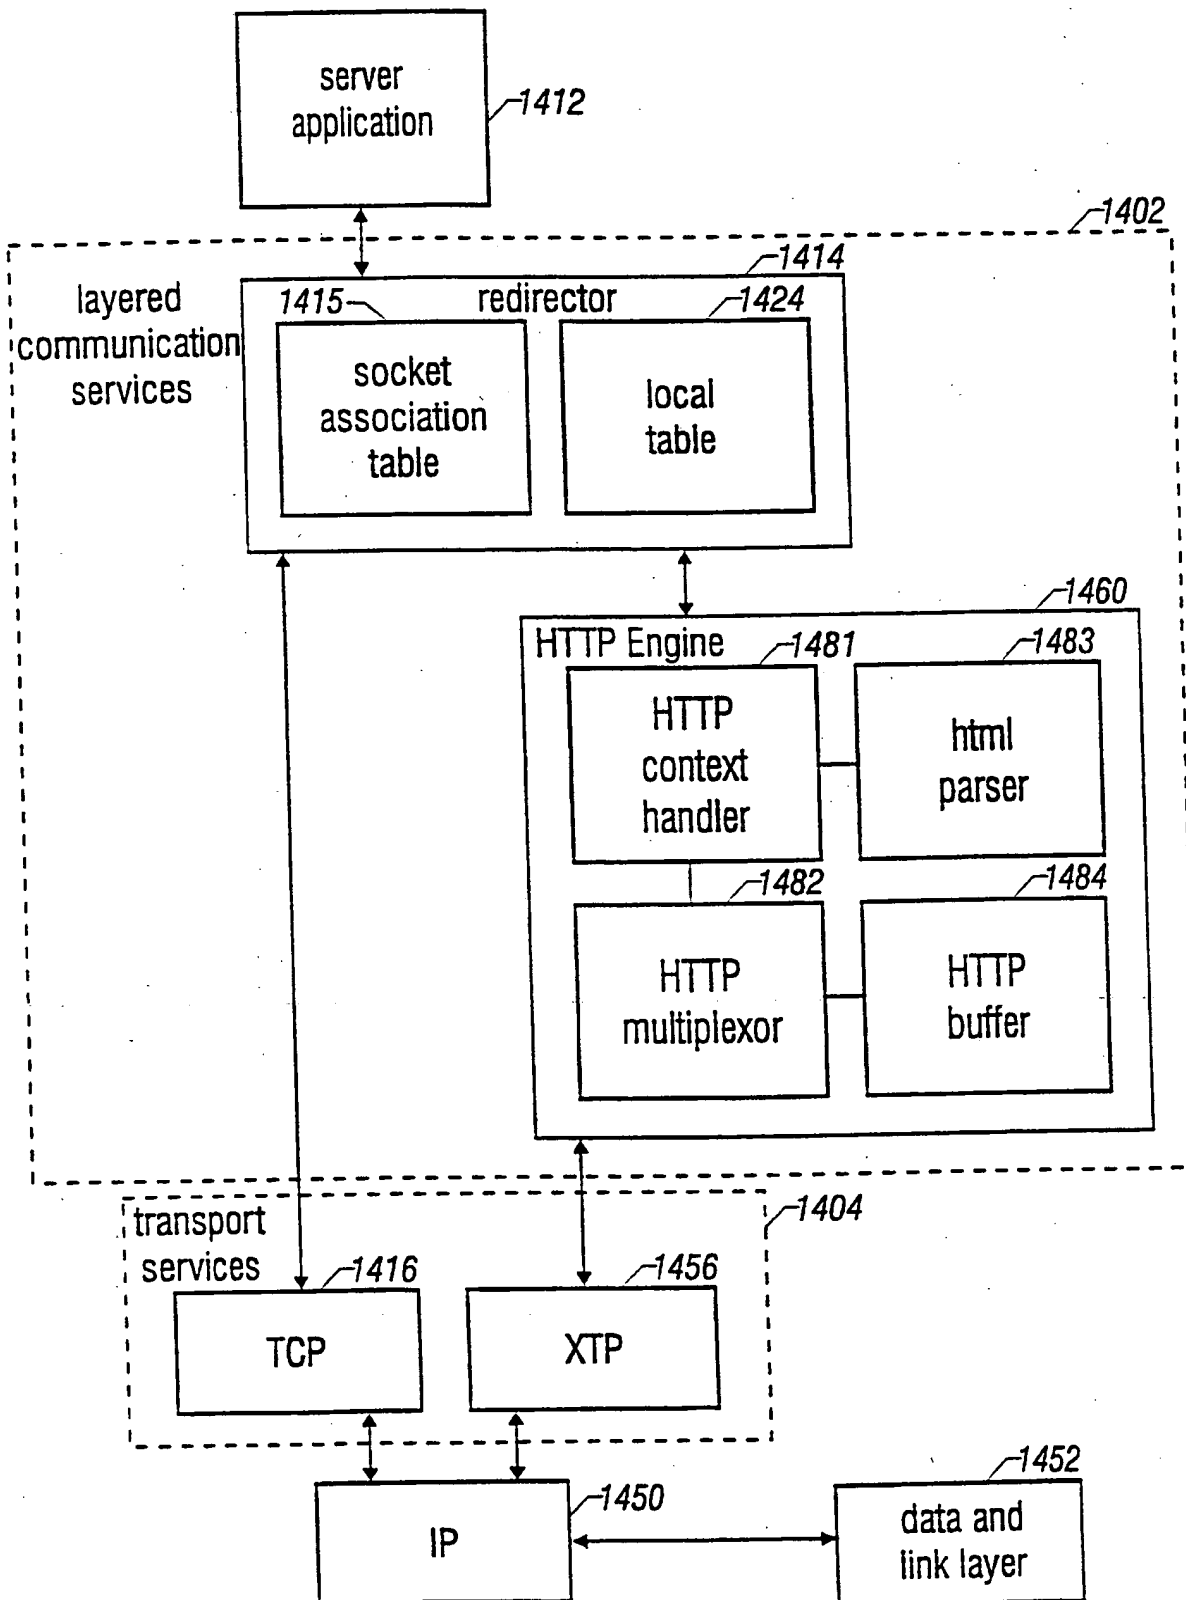 server
application
1412
1402
layered
communication
services
1414
redirector
1415
1424
socket
association
table
local
table
1460
HTTP Engine
1481
1483
HTTP
context
handler
html
parser
1482
1484
HTTP
multiplexor
HTTP
buffer
transport
services
1404
1416
1456
TCP
XTP
1450
1452
IP
data and
link layer